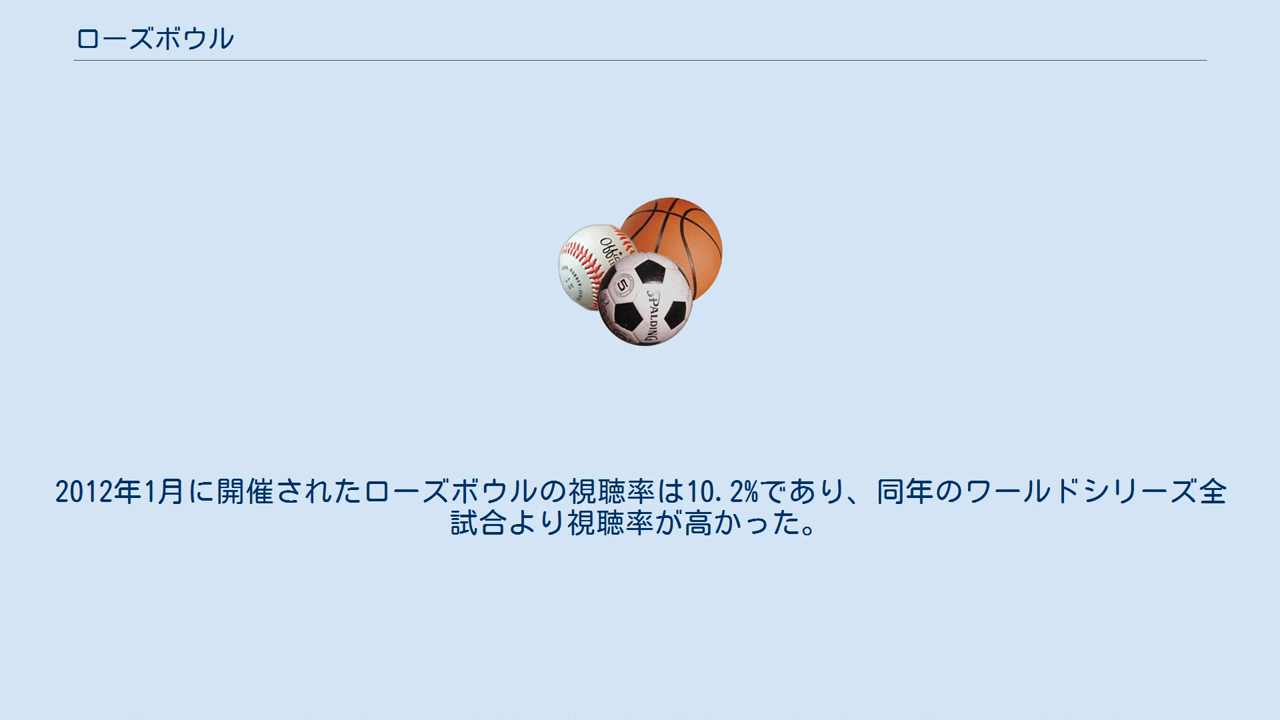 ローズボウル
Offi
5
SPALDING
2012年1月に開催されたローズボウルの視聴率は10.2%であり、同年のワールドシリーズ全
試合より視聴率が高かった。